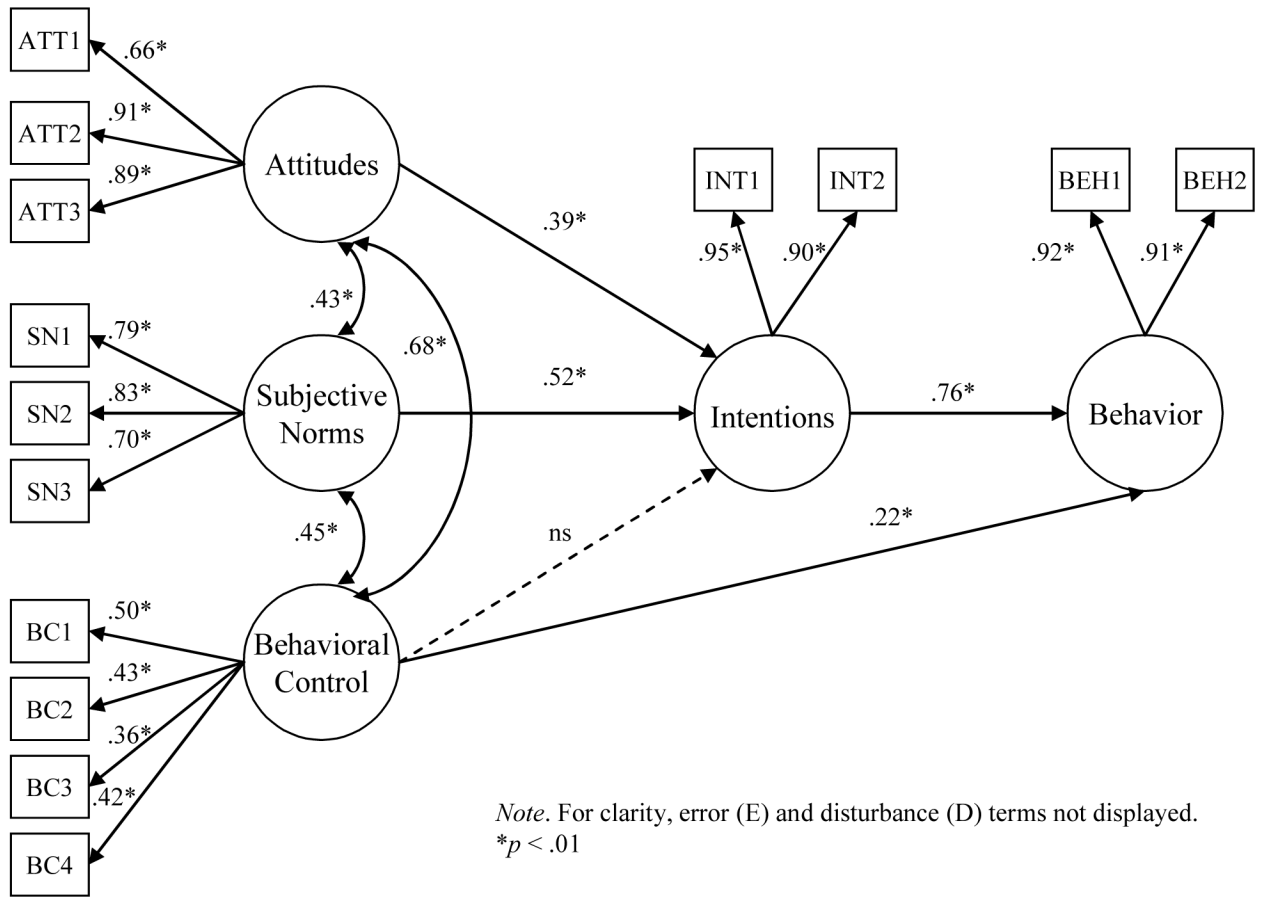 ATT1
.66*
ATT2
.91*
ATT3
.89*
Attitudes
.39*
INT1
INT2
.95*
.90*
BEH1
BEH2
.92*
.91*
.43*
.68*
SN1
.79*
SN2
.83*
SN3
.70*
Subjective
Norms
.52*
Intentions
.76*
Behavior
.45*
ns
.22*
BC1
.50*
BC2
.43*
BC3
.36*
BC4
.42*
Behavioral
Control
Note. For clarity, error (E) and disturbance (D) terms not displayed.
*p < .01